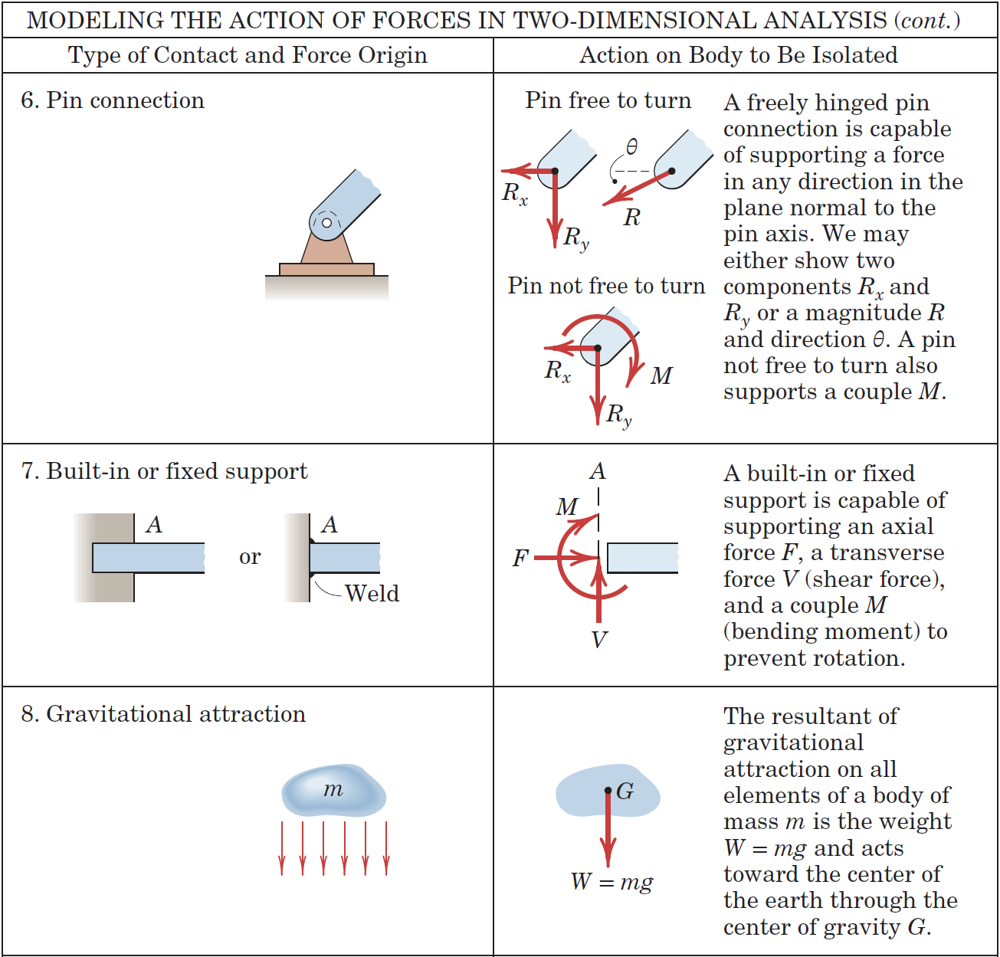 MODELING THE ACTION OF FORCES IN TWO-DIMENSIONAL ANALYSIS (cont.)
Type of Contact and Force Origin
Action on Body to Be Isolated
6. Pin connection
Pin free to turn
θ
R_x
R_y
R
Pin not free to turn
R_x
R_y
M
A freely hinged pin
connection is capable
of supporting a force
in any direction in the
plane normal to the
pin axis. We may
either show two
components R_x and
R_y or a magnitude R
and direction θ. A pin
not free to turn also
supports a couple M.
7. Built-in or fixed support
A
or
A
Weld
A
M
F
V
A built-in or fixed
support is capable of
supporting an axial
force F, a transverse
force V (shear force),
and a couple M
(bending moment) to
prevent rotation.
8. Gravitational attraction
m
G
W = mg
The resultant of
gravitational
attraction on all
elements of a body of
mass m is the weight
W = mg and acts
toward the center of
the earth through the
center of gravity G.